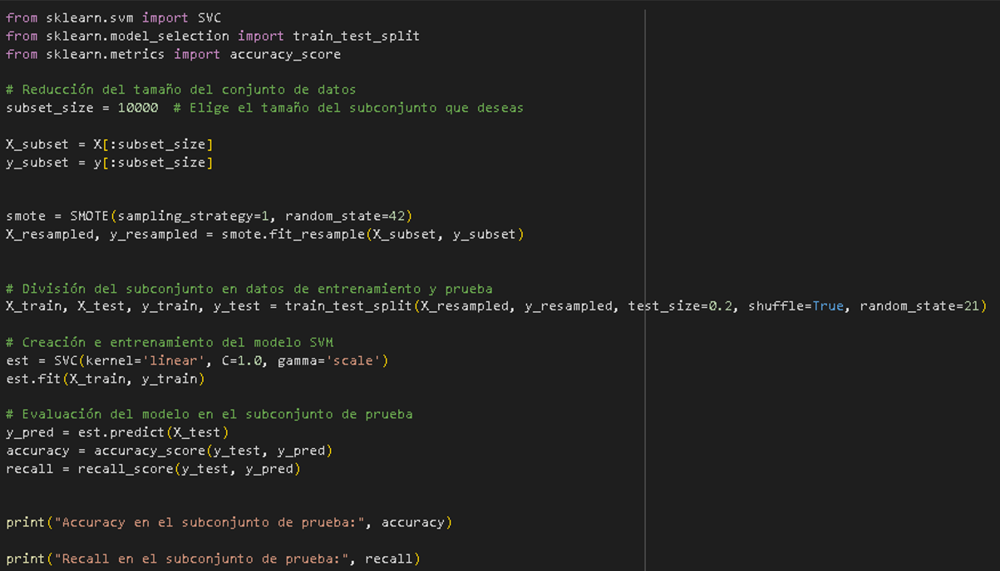 from sklearn.svm import SVC
from sklearn.model_selection import train_test_split
from sklearn.metrics import accuracy_score
# Reducción del tamaño del conjunto de datos
subset_size = 10000  # Elige el tamaño del subconjunto que deseas
X_subset = X[:subset_size]
y_subset = y[:subset_size]
smote = SMOTE(sampling_strategy=1, random_state=42)
X_resampled, y_resampled = smote.fit_resample(X_subset, y_subset)
# División del subconjunto en datos de entrenamiento y prueba
X_train, X_test, y_train, y_test = train_test_split(X_resampled, y_resampled, test_size=0.2, shuffle=True, random_state=21)
# Creación e entrenamiento del modelo SVM
est = SVC(kernel='linear', C=1.0, gamma='scale')
est.fit(X_train, y_train)
# Evaluación del modelo en el subconjunto de prueba
y_pred = est.predict(X_test)
accuracy = accuracy_score(y_test, y_pred)
recall = recall_score(y_test, y_pred)
print("Accuracy en el subconjunto de prueba:", accuracy)
print("Recall en el subconjunto de prueba:", recall)